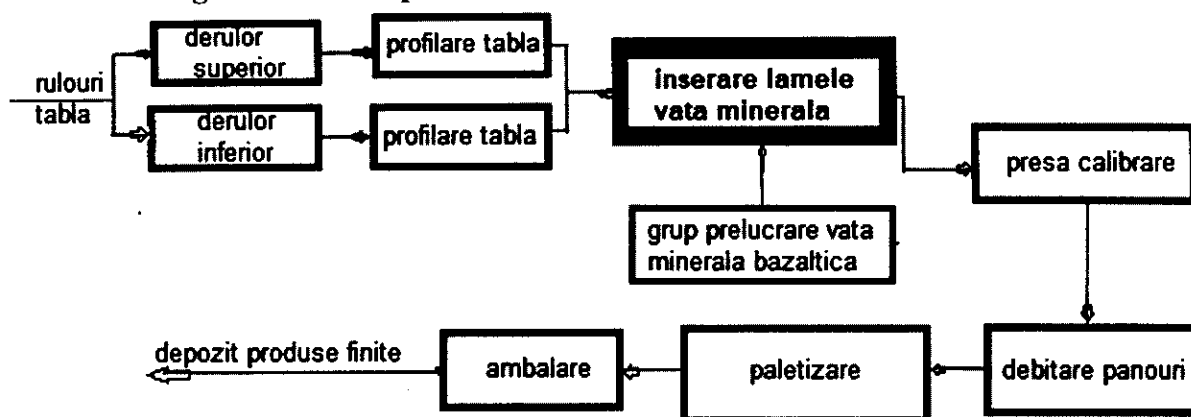 rulouri
tabla
derulor
superior
profilare tabla
derulor
inferior
profilare tabla
inserare lamele
vata minerala
grup prelucrare vata
minerala bazaltica
presa calibrare
debitare panouri
paletizare
ambalare
depozit produse finite